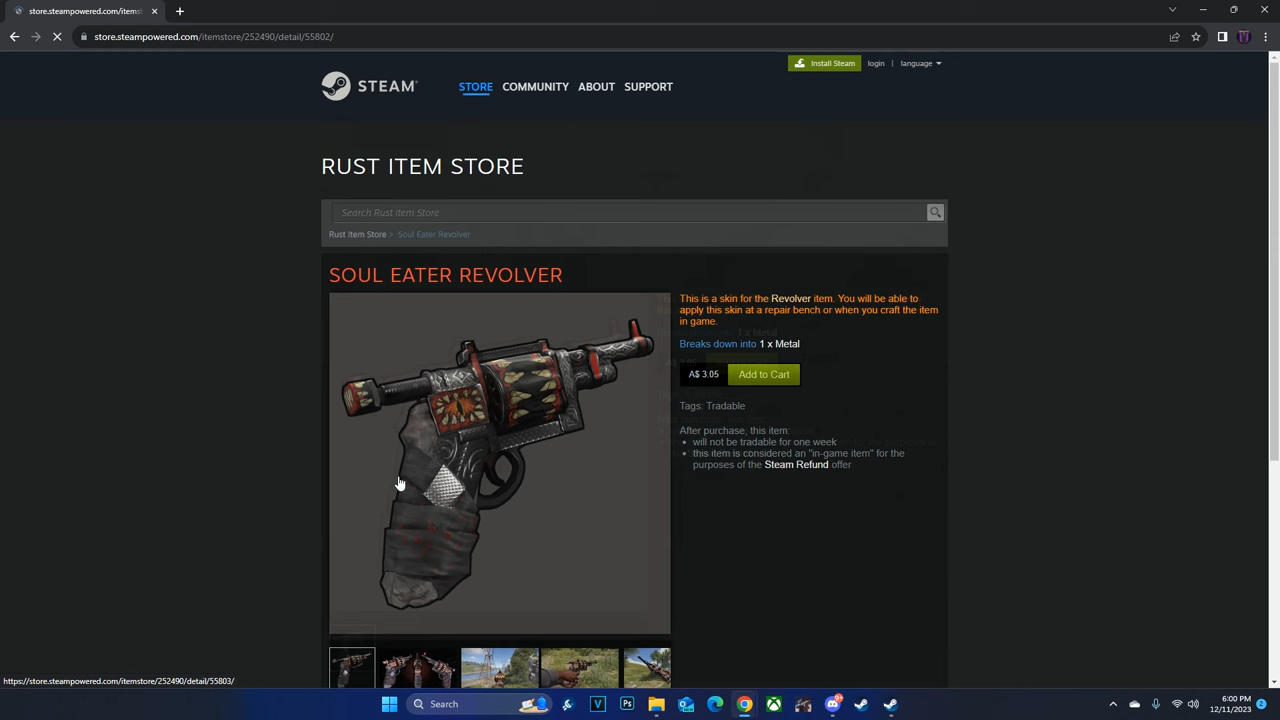 store.steampowered.com/itemst
store.steampowered.com/itemstore/252490/detail/55802/
Install Steam
login | language
STEAM®
STORE COMMUNITY ABOUT SUPPORT
RUST ITEM STORE
Search Rust Item Store
Rust Item Store > Soul Eater Revolver
SOUL EATER REVOLVER
This is a skin for the Revolver item. You will be able to
apply this skin at a repair bench or when you craft the item
in game.
Breaks down into 1 x Metal
A$ 3.05 Add to Cart
Tags: Tradable
After purchase, this item:
will not be tradable for one week
this item is considered an "in-game item" for the
purposes of the Steam Refund offer
https://store.steampowered.com/itemstore/252490/detail/55803/
Search
6:00 PM
12/11/2023